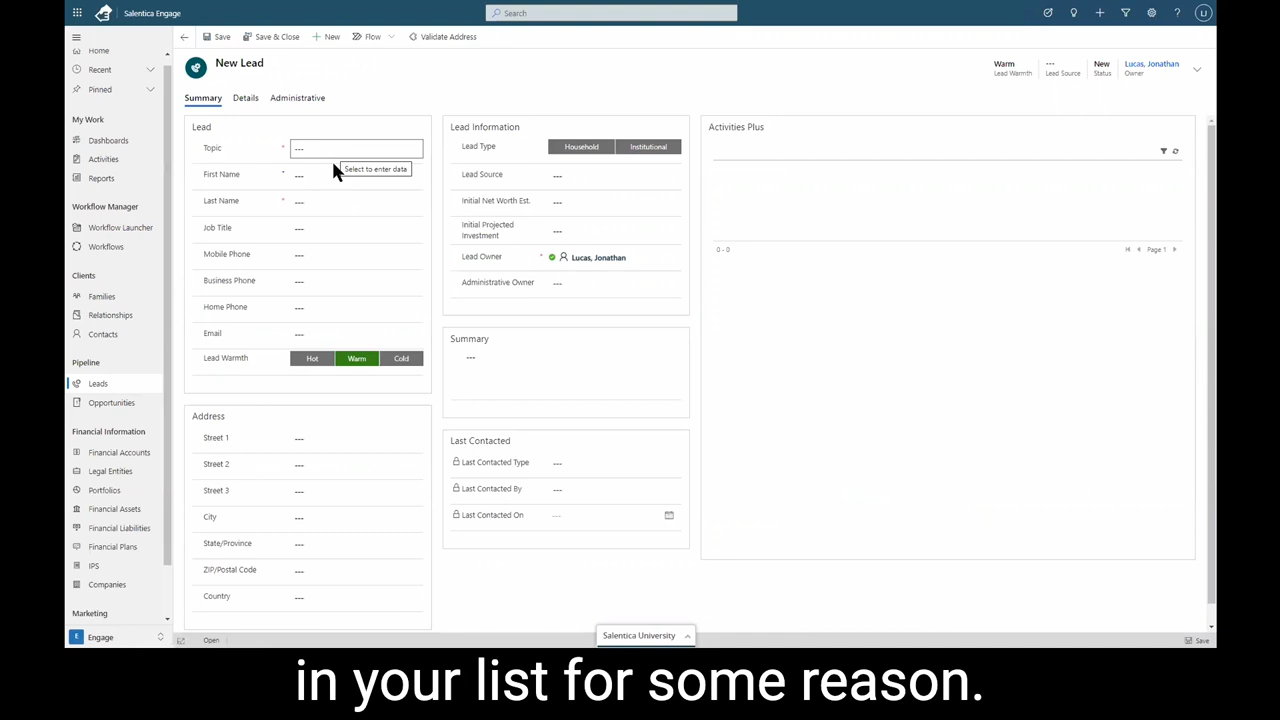 Salentica Engage
Search
LJ
Save
Save & Close
New
Flow
Validate Address
Home
Recent
Pinned
My Work
Dashboards
Activities
Reports
Workflow Manager
Workflow Launcher
Workflows
Clients
Families
Relationships
Contacts
Pipeline
Leads
Opportunities
Financial Information
Financial Accounts
Legal Entities
Portfolios
Financial Assets
Financial Liabilities
Financial Plans
IPS
Companies
Marketing
E Engage
New Lead
Warm
Lead Warmth
---
Lead Source
New
Status
Lucas, Jonathan
Owner
Summary
Details
Administrative
Lead
Topic * ---
Select to enter data
First Name * ---
Last Name * ---
Job Title ---
Mobile Phone ---
Business Phone ---
Home Phone ---
Email ---
Lead Warmth Hot Warm Cold
Address
Street 1 ---
Street 2 ---
Street 3 ---
City ---
State/Province ---
ZIP/Postal Code ---
Country ---
Lead Information
Lead Type Household Institutional
Lead Source ---
Initial Net Worth Est. ---
Initial Projected
Investment ---
Lead Owner * Lucas, Jonathan
Administrative Owner ---
Summary
---
Last Contacted
Last Contacted Type ---
Last Contacted By ---
Last Contacted On ---
Activities Plus
0 - 0
Page 1
Open
Salentica University
Save
in your list for some reason.